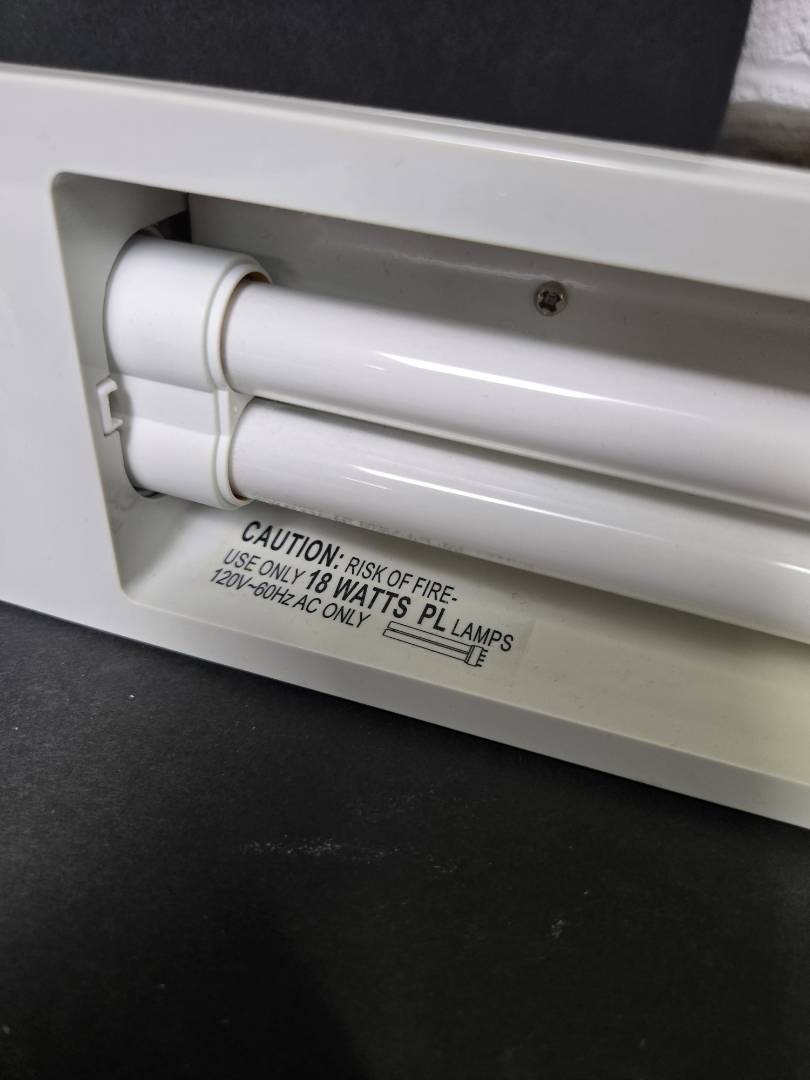 CAUTION: RISK OF FIRE-
USE ONLY 18 WATTS PL LAMPS
120V~60Hz AC ONLY